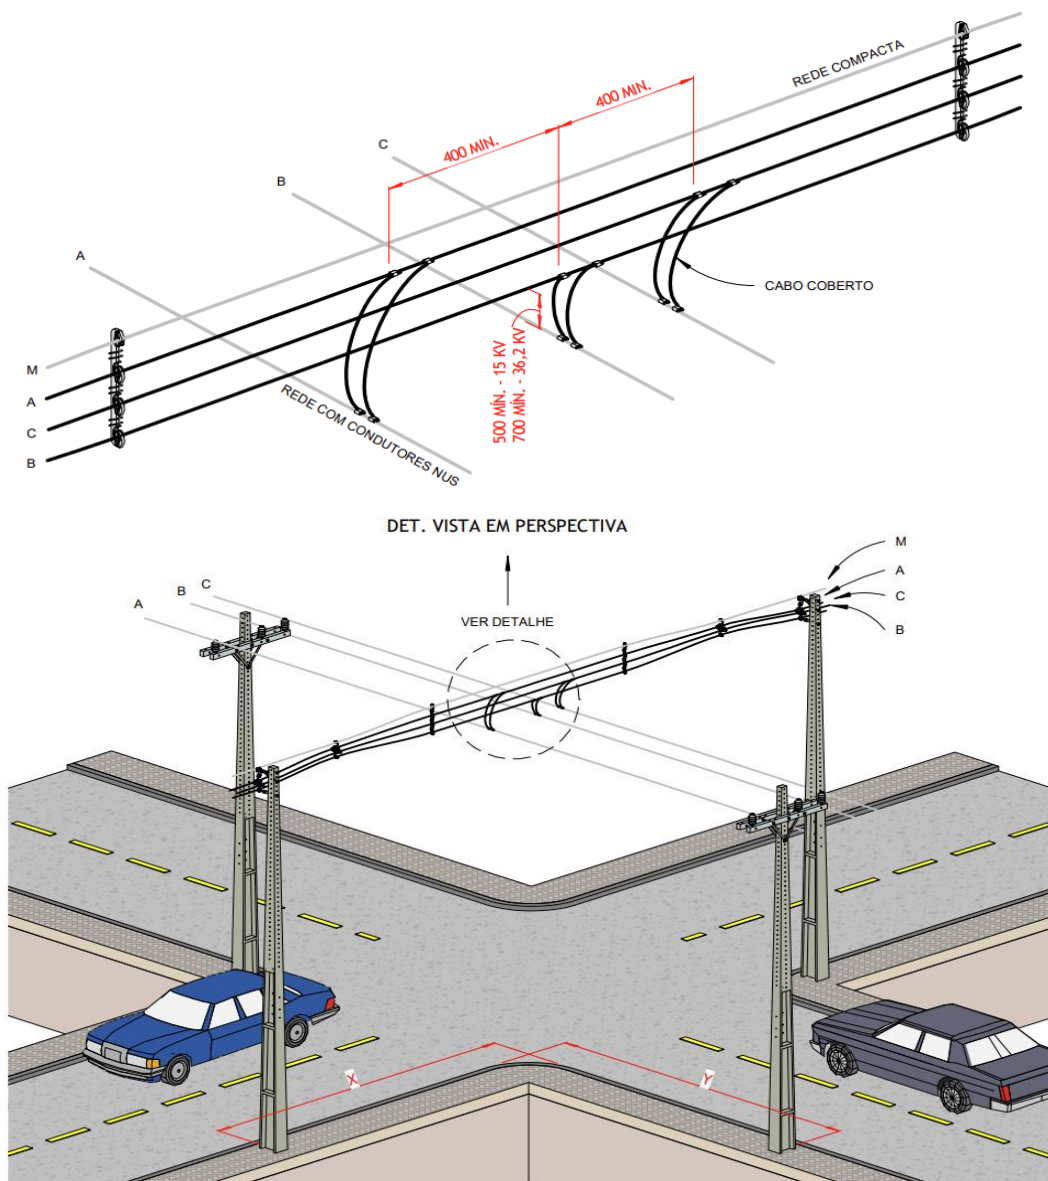 REDE COMPACTA
400 MIN.
400 MIN.
C
B
A
CABO COBERTO
500 MÍN. - 15 KV
700 MÍN. - 36,2 KV
M
A
C
B
REDE COM CONDUTORES NUS
DET. VISTA EM PERSPECTIVA
VER DETALHE
M
A
C
B
C
B
A
X
Y